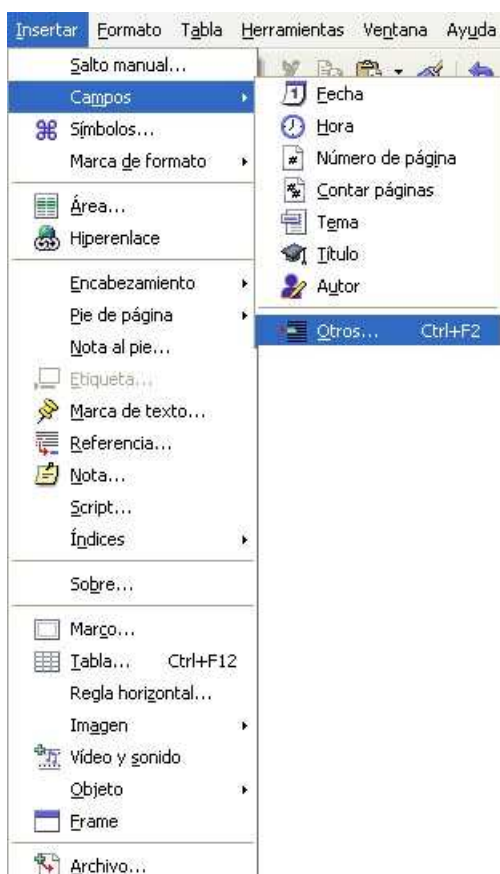 Insertar Formato Tabla Herramientas Ventana Ayuda
Salto manual...
Campos
Símbolos...
Marca de formato
Área...
Hiperenlace
Encabezamiento
Pie de página
Nota al pie...
Etiqueta...
Marca de texto...
Referencia...
Nota...
Script...
Índices
Sobre...
Marco...
Tabla... Ctrl+F12
Regla horizontal...
Imagen
Vídeo y sonido
Objeto
Frame
Archivo...
Fecha
Hora
Número de página
Contar páginas
Tema
Título
Autor
Otros... Ctrl+F2